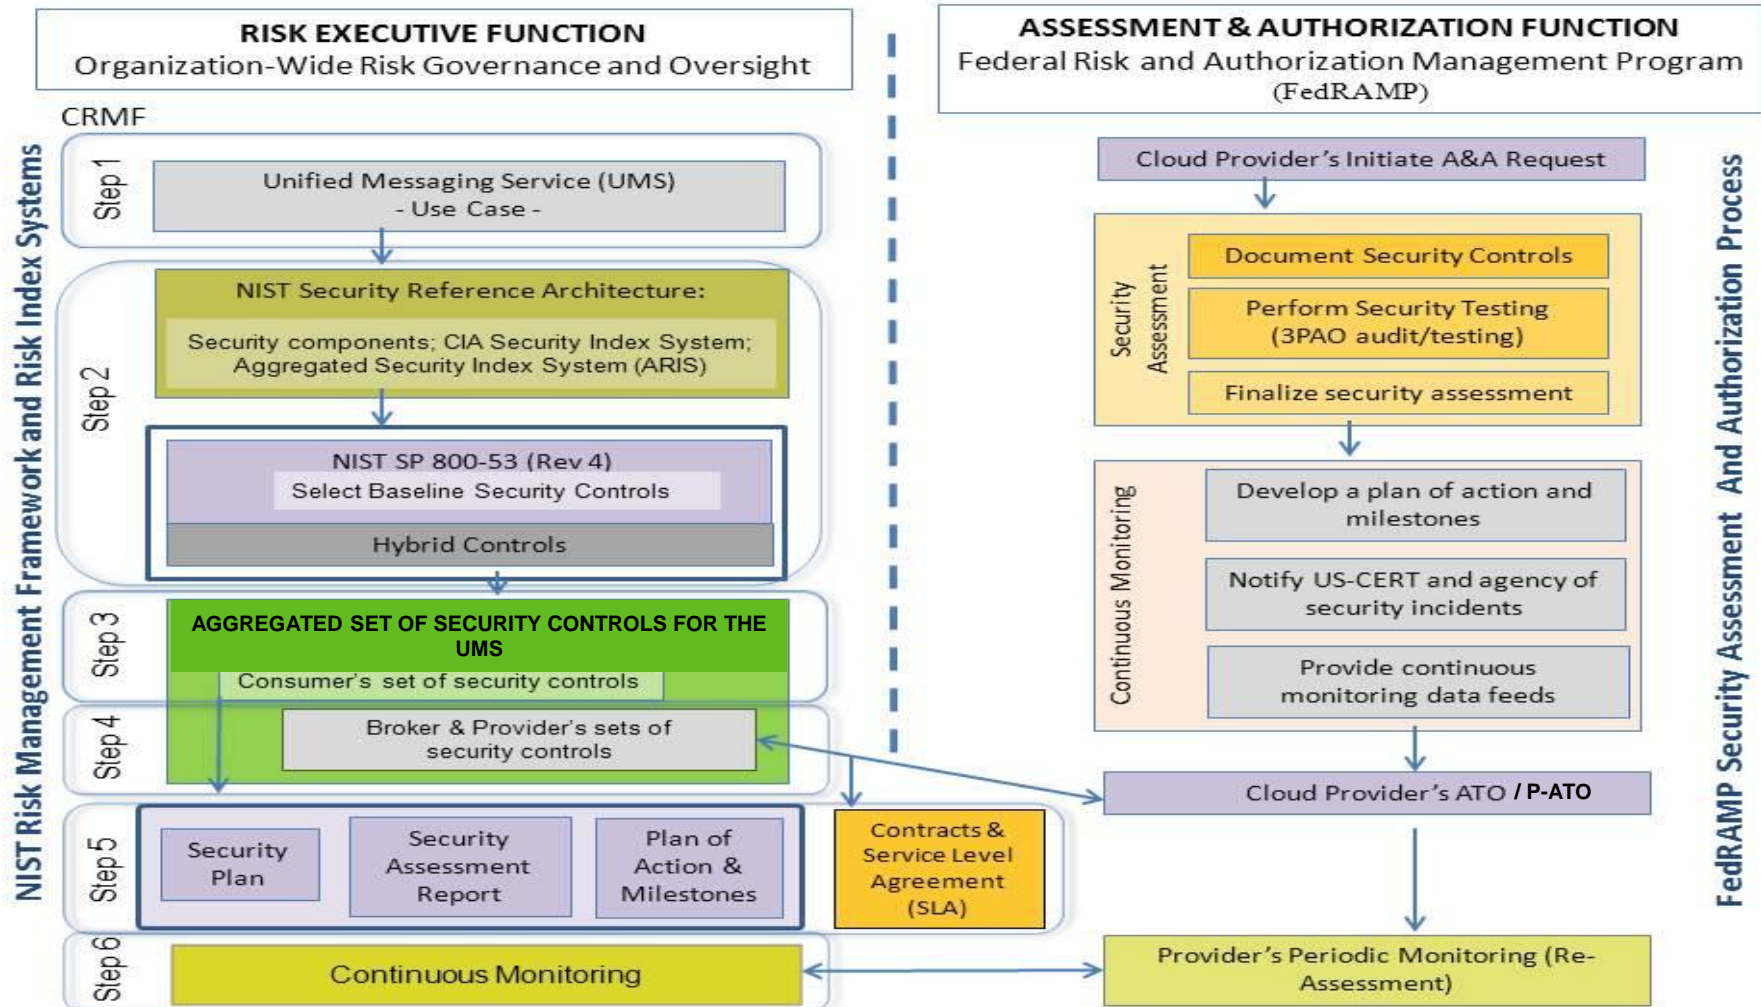 RISK EXECUTIVE FUNCTION
Organization-Wide Risk Governance and Oversight
ASSESSMENT & AUTHORIZATION FUNCTION
Federal Risk and Authorization Management Program
(FedRAMP)
NIST Risk Management Framework and Risk Index Systems
CRMF
Step 1
Unified Messaging Service (UMS)
- Use Case -
Step 2
NIST Security Reference Architecture:
Security components; CIA Security Index System;
Aggregated Security Index System (ARIS)
NIST SP 800-53 (Rev 4)
Select Baseline Security Controls
Hybrid Controls
Step 3
AGGREGATED SET OF SECURITY CONTROLS FOR THE
UMS
Consumer's set of security controls
Step 4
Broker & Provider's sets of
security controls
Step 5
Security
Plan
Security
Assessment
Report
Plan of
Action &
Milestones
Contracts &
Service Level
Agreement
(SLA)
Step 6
Continuous Monitoring
Cloud Provider's Initiate A&A Request
Security
Assessment
Document Security Controls
Perform Security Testing
(3PAO audit/testing)
Finalize security assessment
Continuous Monitoring
Develop a plan of action and
milestones
Notify US-CERT and agency of
security incidents
Provide continuous
monitoring data feeds
Cloud Provider's ATO / P-ATO
Provider's Periodic Monitoring (Re-
Assessment)
FedRAMP Security Assessment And Authorization Process